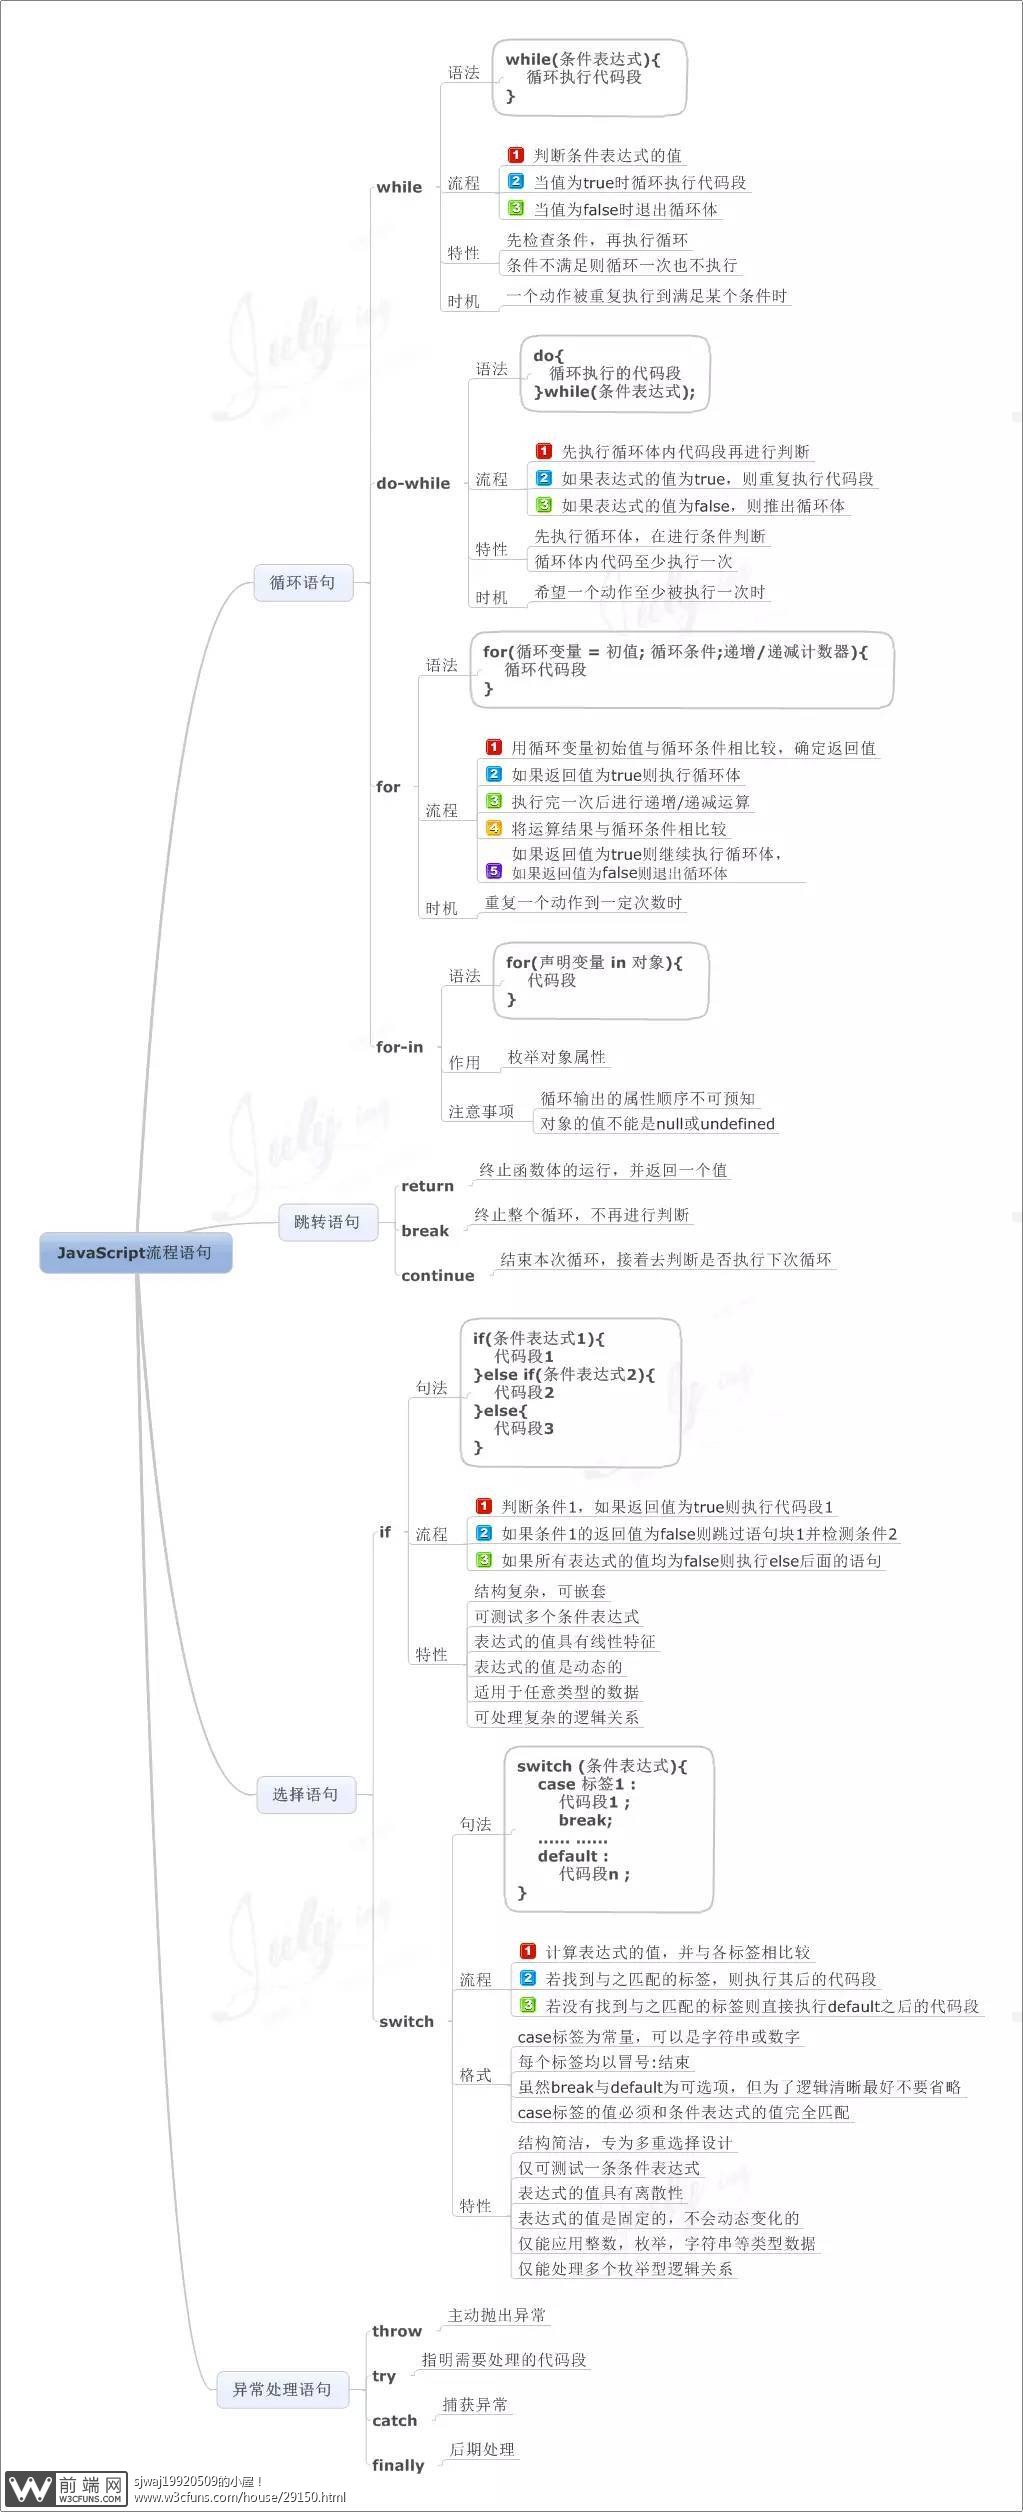 JavaScript流程语句
循环语句
while
语法
while(条件表达式){
循环执行代码段
}
流程
1 判断条件表达式的值
2 当值为true时循环执行代码段
3 当值为false时退出循环体
特性
先检查条件，再执行循环
条件不满足则循环一次也不执行
时机
一个动作被重复执行到满足某个条件时
do-while
语法
do{
循环执行的代码段
}while(条件表达式);
流程
1 先执行循环体内代码段再进行判断
2 如果表达式的值为true，则重复执行代码段
3 如果表达式的值为false，则推出循环体
特性
先执行循环体，在进行条件判断
循环体内代码至少执行一次
时机
希望一个动作至少被执行一次时
for
语法
for(循环变量 = 初值; 循环条件;递增/递减计数器){
循环代码段
}
流程
1 用循环变量初始值与循环条件相比较，确定返回值
2 如果返回值为true则执行循环体
3 执行完一次后进行递增/递减运算
4 将运算结果与循环条件相比较
如果返回值为true则继续执行循环体，
5 如果返回值为false则退出循环体
时机
重复一个动作到一定次数时
for-in
语法
for(声明变量 in 对象){
代码段
}
作用
枚举对象属性
注意事项
循环输出的属性顺序不可预知
对象的值不能是null或undefined
跳转语句
return
终止函数体的运行，并返回一个值
break
终止整个循环，不再进行判断
continue
结束本次循环，接着去判断是否执行下次循环
选择语句
if
句法
if(条件表达式1){
代码段1
}else if(条件表达式2){
代码段2
}else{
代码段3
}
流程
1 判断条件1，如果返回值为true则执行代码段1
2 如果条件1的返回值为false则跳过语句块1并检测条件2
3 如果所有表达式的值均为false则执行else后面的语句
特性
结构复杂，可嵌套
可测试多个条件表达式
表达式的值具有线性特征
表达式的值是动态的
适用于任意类型的数据
可处理复杂的逻辑关系
switch
句法
switch (条件表达式){
case 标签1 :
代码段1 ;
break;
...... ......
default :
代码段n ;
}
流程
1 计算表达式的值，并与各标签相比较
2 若找到与之匹配的标签，则执行其后的代码段
3 若没有找到与之匹配的标签则直接执行default之后的代码段
格式
case标签为常量，可以是字符串或数字
每个标签均以冒号:结束
虽然break与default为可选项，但为了逻辑清晰最好不要省略
case标签的值必须和条件表达式的值完全匹配
特性
结构简洁，专为多重选择设计
仅可测试一条条件表达式
表达式的值具有离散性
表达式的值是固定的，不会动态变化的
仅能应用整数，枚举，字符串等类型数据
仅能处理多个枚举型逻辑关系
异常处理语句
throw
主动抛出异常
try
指明需要处理的代码段
catch
捕获异常
finally
后期处理
W 前端网
W3CFUNS.COM
sjwaj19920509的小屋！
www.w3cfuns.com/house/29150.html